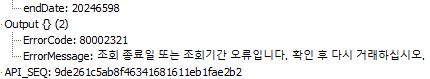 endDate: 20246598
Output {} (2)
ErrorCode: 80002321
ErrorMessage: 조회 종료일 또는 조회기간 오류입니다. 확인 후 다시 거래하십시오.
API_SEQ: 9de261c5ab8f46341681611eb1fae2b2